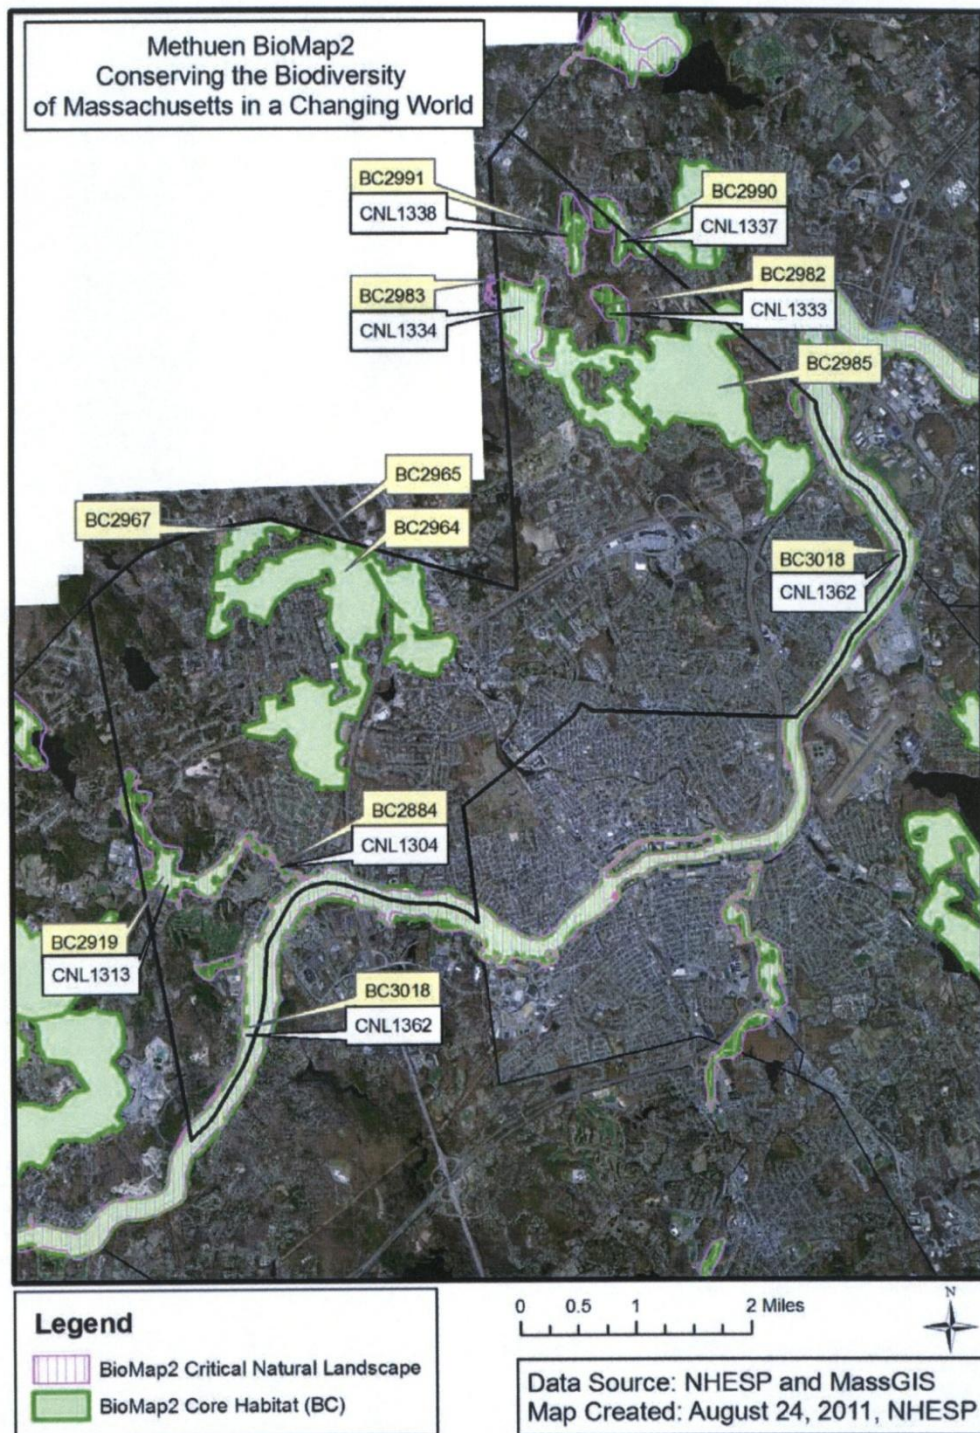 Methuen BioMap2
Conserving the Biodiversity
of Massachusetts in a Changing World
BC2991
CNL1338
BC2990
CNL1337
BC2983
CNL1334
BC2982
CNL1333
BC2985
BC2965
BC2967
BC2964
BC3018
CNL1362
BC2884
CNL1304
BC2919
CNL1313
BC3018
CNL1362
Legend
BioMap2 Critical Natural Landscape
BioMap2 Core Habitat (BC)
0 0.5 1 2 Miles
N
Data Source: NHESP and MassGIS
Map Created: August 24, 2011, NHESP